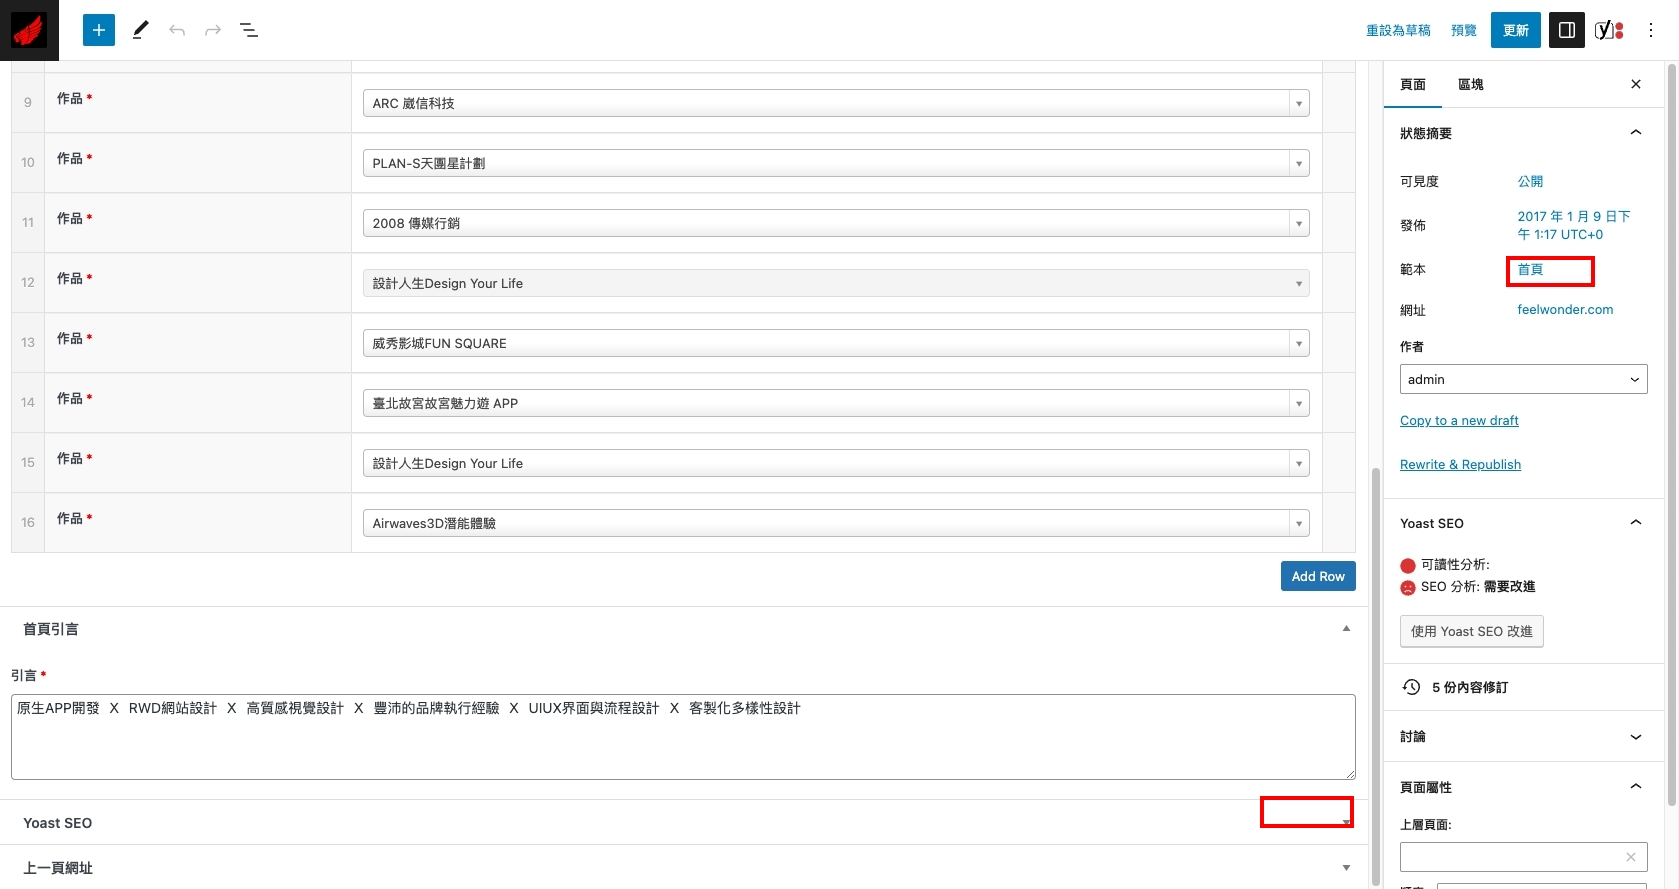 重設為草稿 預覽 更新
9 作品 * ARC 崴信科技
10 作品 * PLAN-S天團星計劃
11 作品 * 2008 傳媒行銷
12 作品 * 設計人生Design Your Life
13 作品 * 威秀影城FUN SQUARE
14 作品 * 臺北故宮故宮魅力遊 APP
15 作品 * 設計人生Design Your Life
16 作品 * Airwaves3D潛能體驗
Add Row
首頁引言
引言 *
原生APP開發 X RWD網站設計 X 高質感視覺設計 X 豐沛的品牌執行經驗 X UIUX界面與流程設計 X 客製化多樣性設計
Yoast SEO
上一頁網址
頁面 區塊
狀態摘要
可見度 公開
發佈 2017 年 1 月 9 日下
午 1:17 UTC+0
範本 首頁
網址 feelwonder.com
作者
admin
Copy to a new draft
Rewrite & Republish
Yoast SEO
可讀性分析:
SEO 分析: 需要改進
使用 Yoast SEO 改進
5 份內容修訂
討論
頁面屬性
上層頁面: